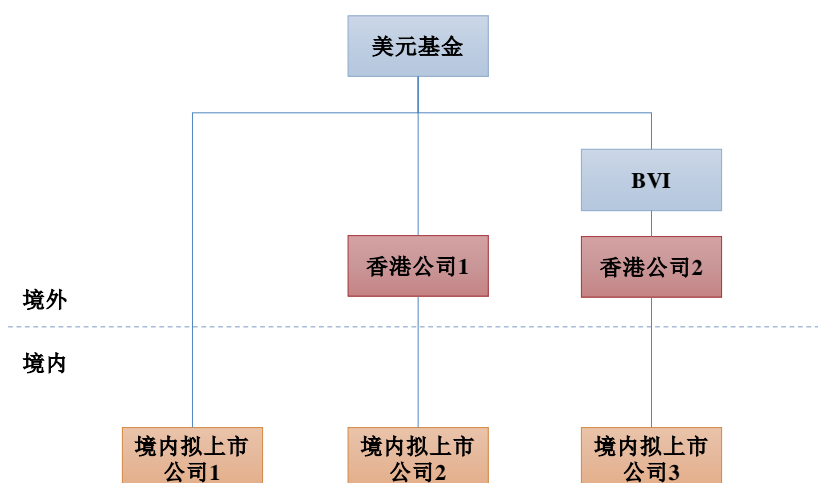 美元基金
BVI
香港公司1
香港公司2
境外
境内
境内拟上市
公司1
境内拟上市
公司2
境内拟上市
公司3